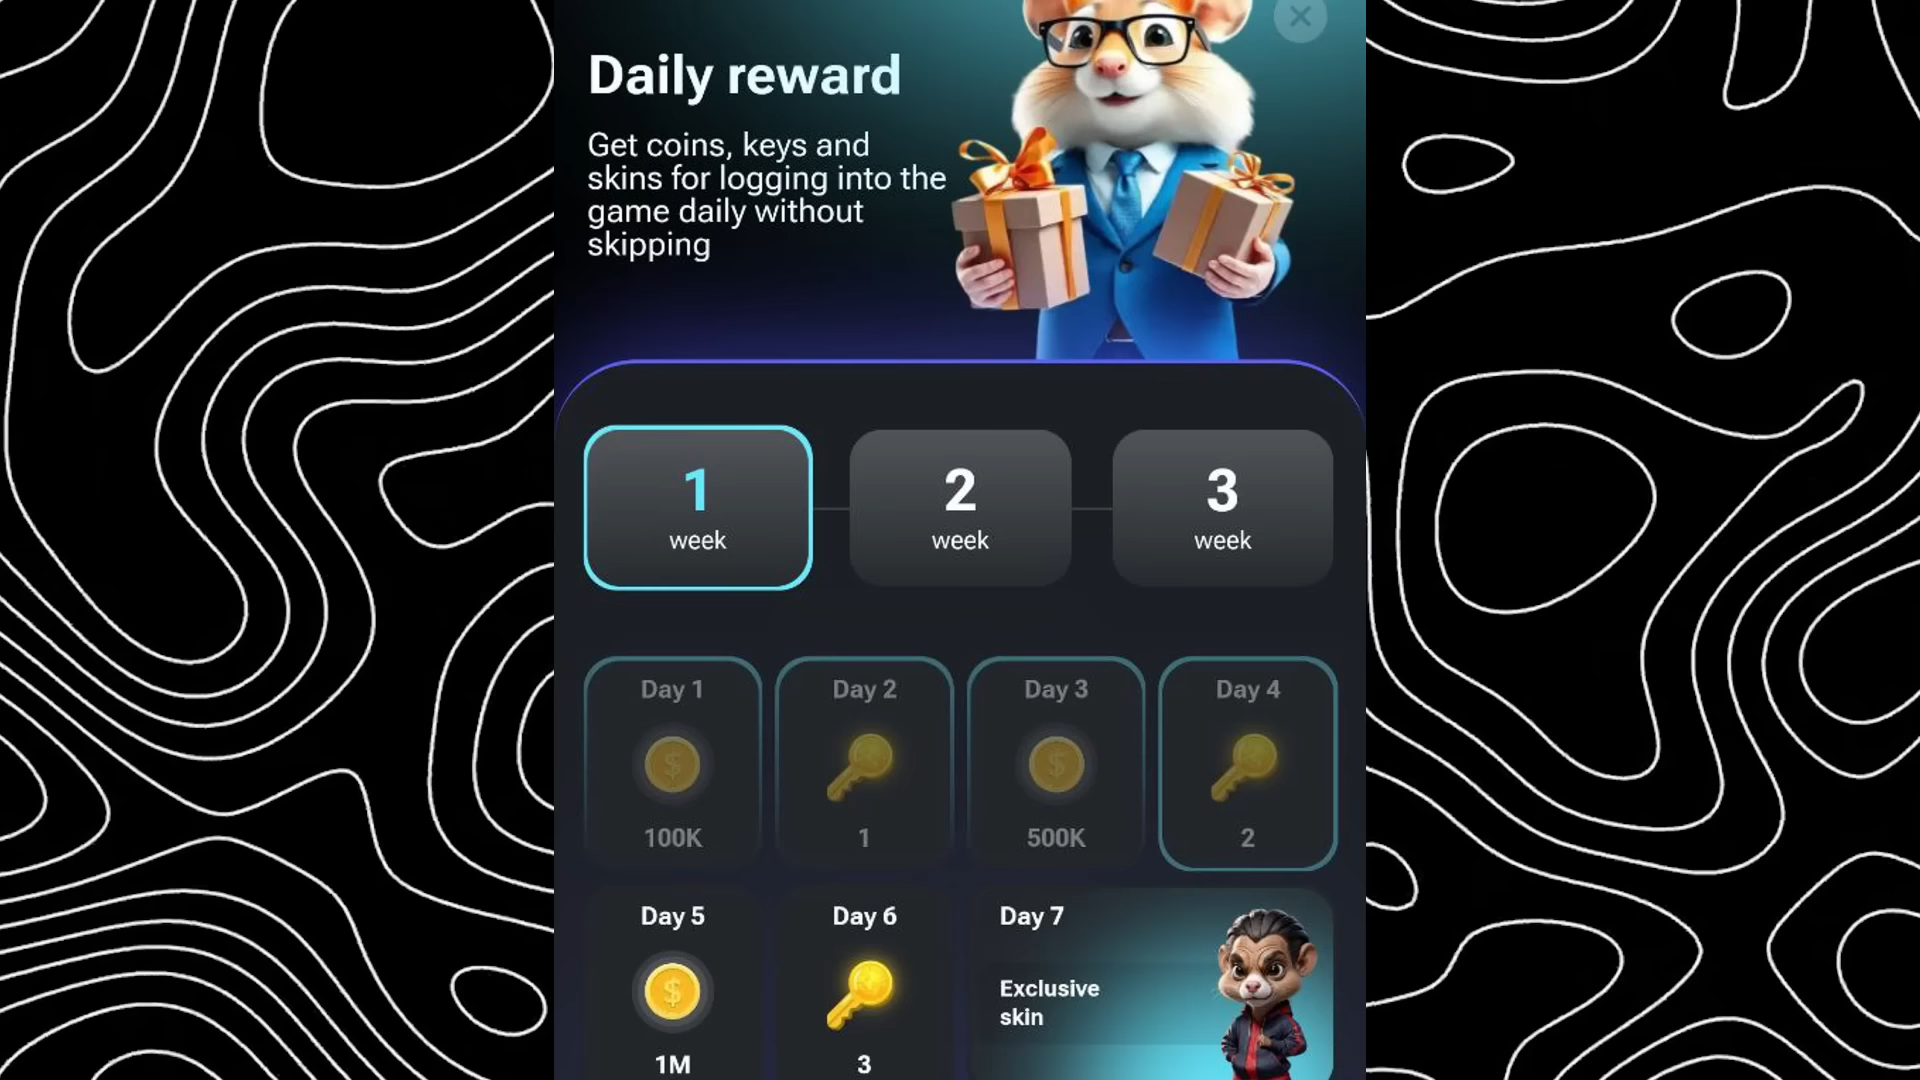 Daily reward
Get coins, keys and
skins for logging into the
game daily without
skipping
1
week
2
week
3
week
Day 1
100K
Day 2
1
Day 3
500K
Day 4
2
Day 5
$
1M
Day 6
3
Day 7
Exclusive
skin